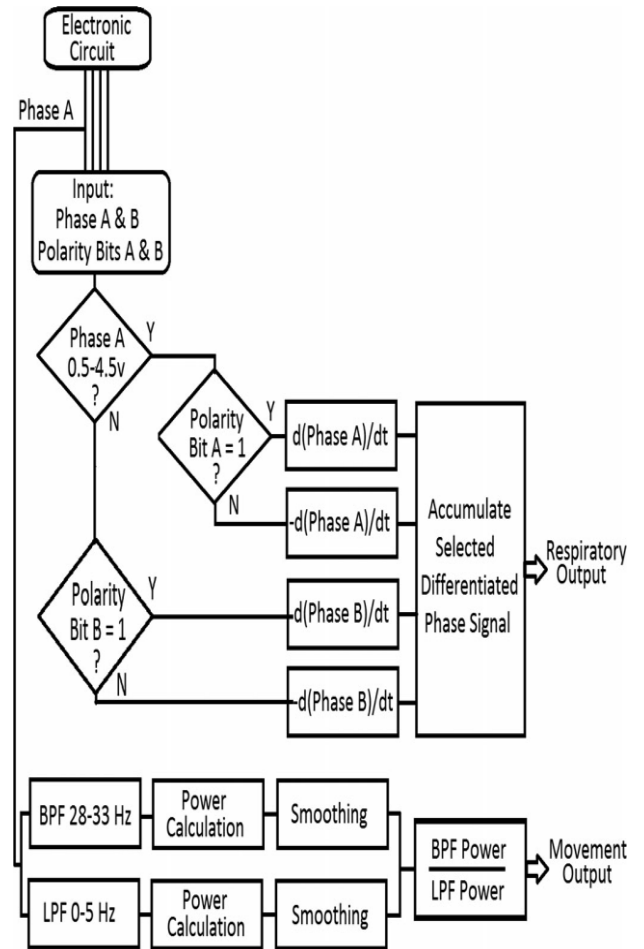 Electronic
Circuit
Phase A
Input:
Phase A & B
Polarity Bits A & B
Phase A
0.5-4.5v
?
Y
N
Polarity
Bit A = 1
?
Y
N
d(Phase A)/dt
-d(Phase A)/dt
Polarity
Bit B = 1
?
Y
N
d(Phase B)/dt
-d(Phase B)/dt
Accumulate
Selected
Differentiated
Phase Signal
Respiratory
Output
BPF 28-33 Hz
Power
Calculation
Smoothing
LPF 0-5 Hz
Power
Calculation
Smoothing
BPF Power
LPF Power
Movement
Output